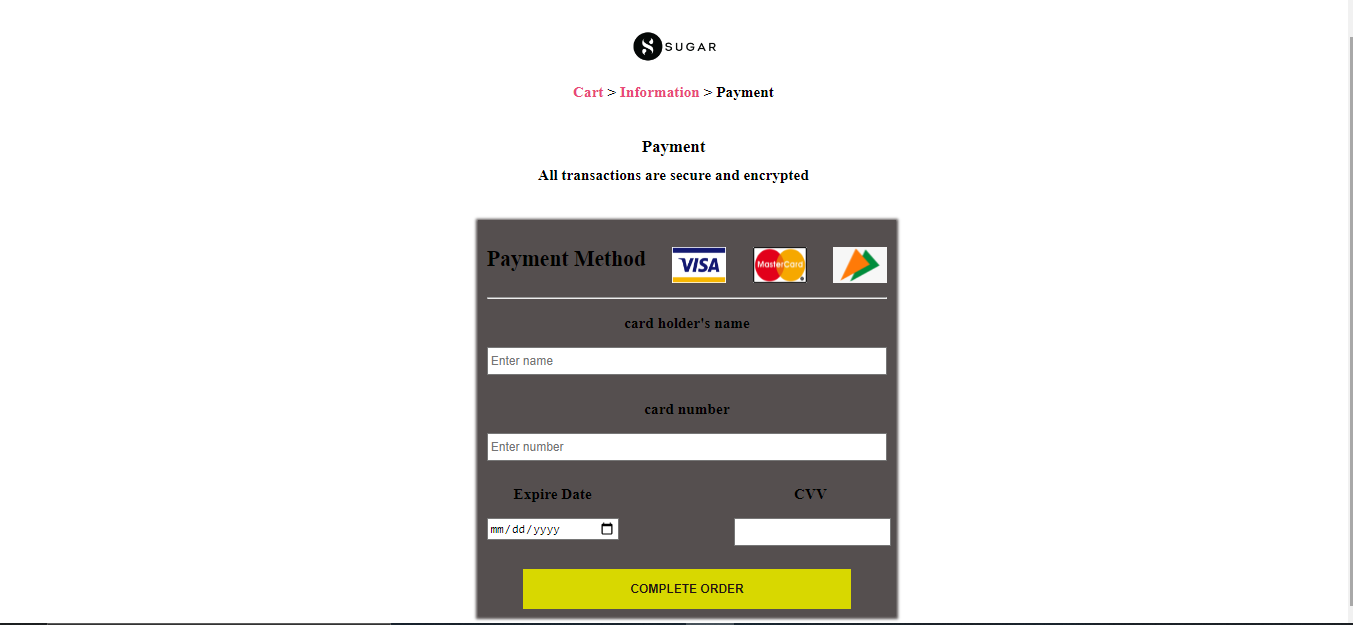 SUGAR
Cart > Information > Payment
Payment
All transactions are secure and encrypted
Payment Method VISA MasterCard
card holder's name
Enter name
card number
Enter number
Expire Date CVV
mm/dd/yyyy
COMPLETE ORDER